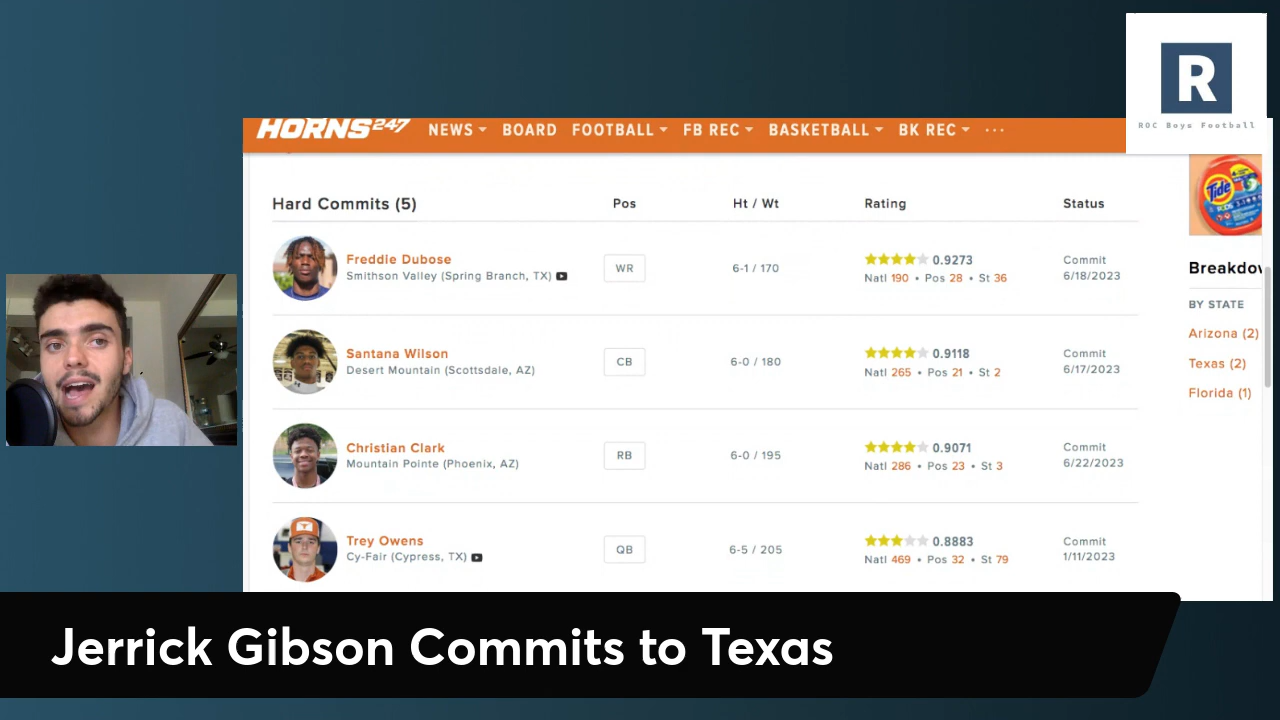 R
ROC Boys Football
HORNS247 NEWS BOARD FOOTBALL FB REC BASKETBALL BK REC ...
Hard Commits (5) Pos Ht / Wt Rating Status
Freddie Dubose
Smithson Valley (Spring Branch, TX)
WR
6-1 / 170
0.9273
Natl 190 • Pos 28 • St 36
Commit
6/18/2023
Santana Wilson
Desert Mountain (Scottsdale, AZ)
CB
6-0 / 180
0.9118
Natl 265 • Pos 21 • St 2
Commit
6/17/2023
Christian Clark
Mountain Pointe (Phoenix, AZ)
RB
6-0 / 195
0.9071
Natl 286 • Pos 23 • St 3
Commit
6/22/2023
Trey Owens
Cy-Fair (Cypress, TX)
QB
6-5 / 205
0.8883
Natl 469 • Pos 32 • St 79
Commit
1/11/2023
Tide
Breakdow
BY STATE
Arizona (2)
Texas (2)
Florida (1)
Jerrick Gibson Commits to Texas